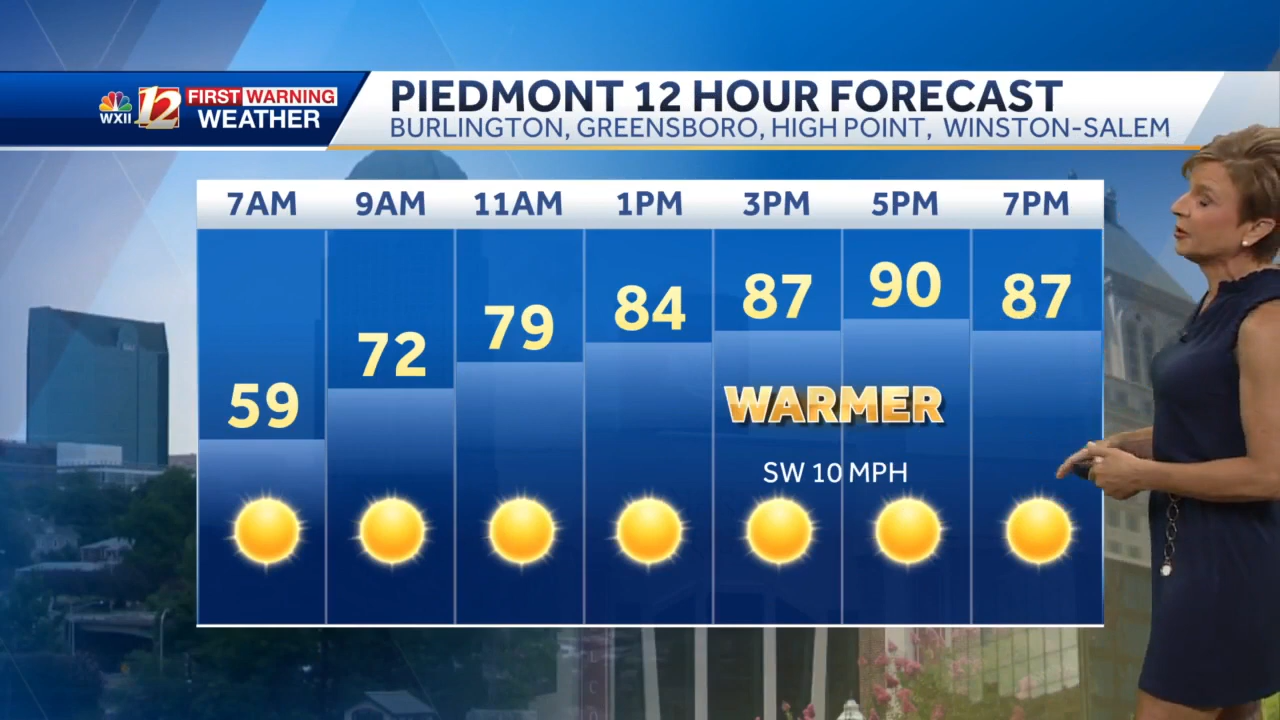 WXII 12 FIRST WARNING
WEATHER
PIEDMONT 12 HOUR FORECAST
BURLINGTON, GREENSBORO, HIGH POINT, WINSTON-SALEM
7AM 9AM 11AM 1PM 3PM 5PM 7PM
59 72 79 84 87 90 87
WARMER
SW 10 MPH